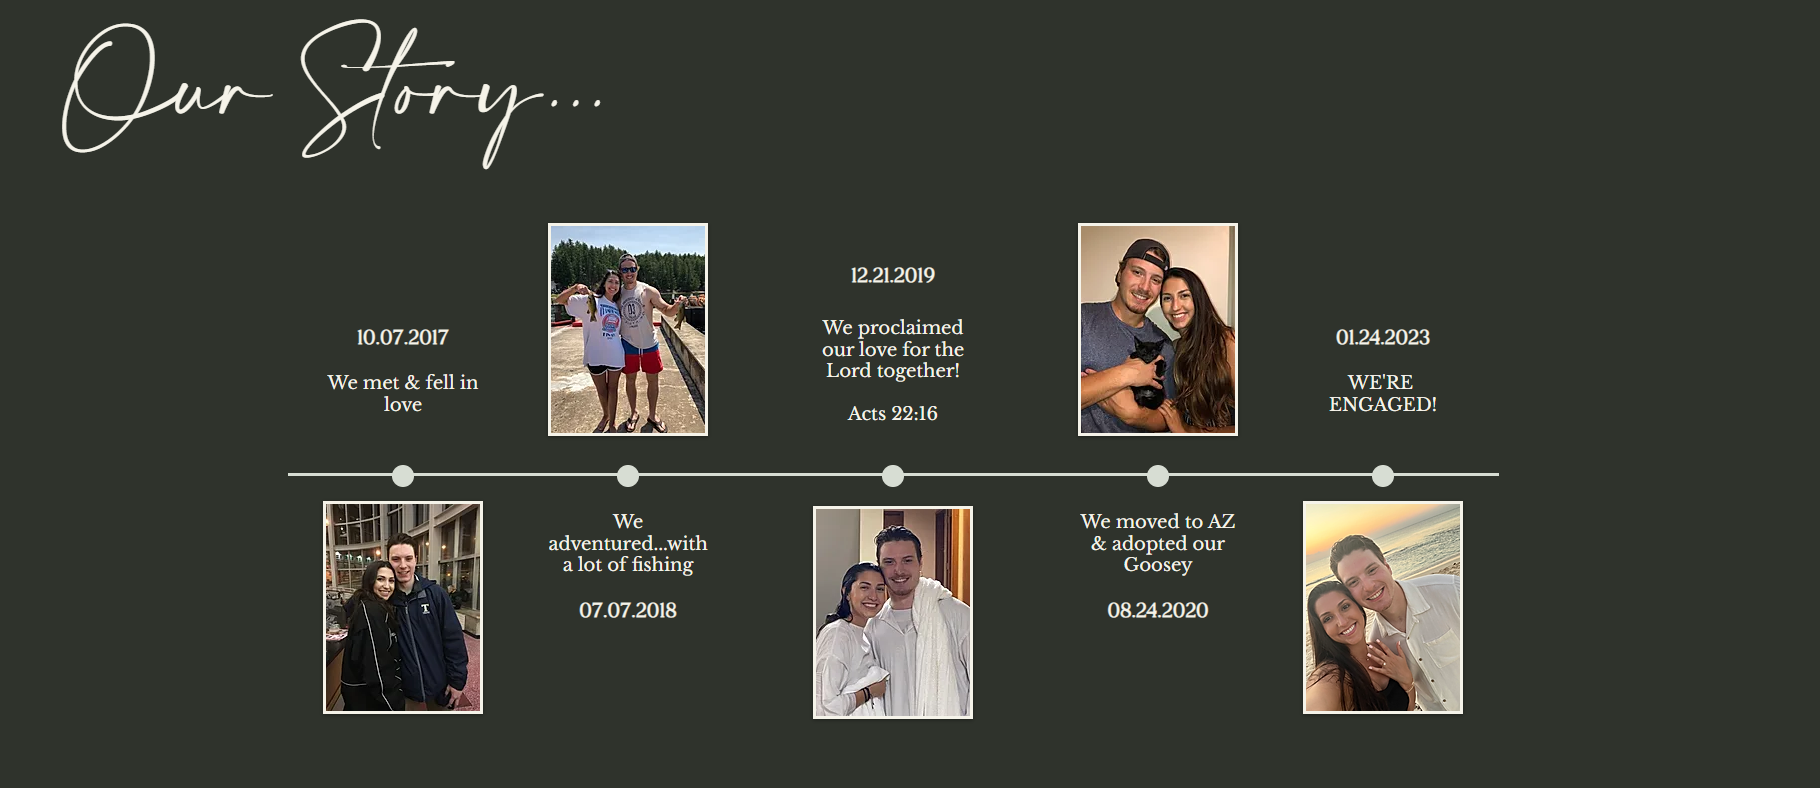 Our Story...
10.07.2017
We met & fell in
love
We
adventured...with
a lot of fishing
07.07.2018
12.21.2019
We proclaimed
our love for the
Lord together!
Acts 22:16
We moved to AZ
& adopted our
Goosey
08.24.2020
01.24.2023
WE'RE
ENGAGED!
T